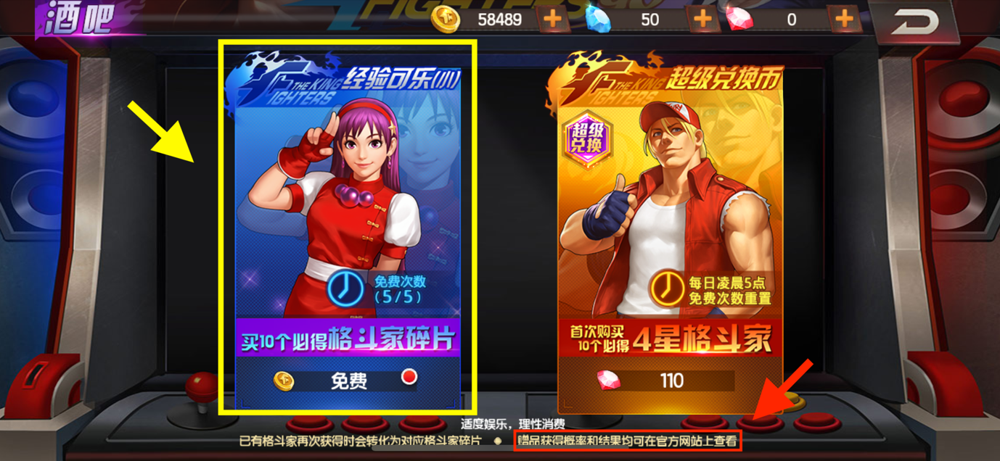 酒吧
58489
50
0
THE KING
FIGHTERS
经验可乐(小)
免费次数
(5/5)
买10个必得格斗家碎片
免费
THE KING
FIGHTERS
超级兑换币
超级
兑换
每日凌晨5点
免费次数重置
首次购买
10个必得
4星格斗家
110
适度娱乐，理性消费
已有格斗家再次获得时会转化为对应格斗家碎片
赠品获得概率和结果均可在官方网站上查看